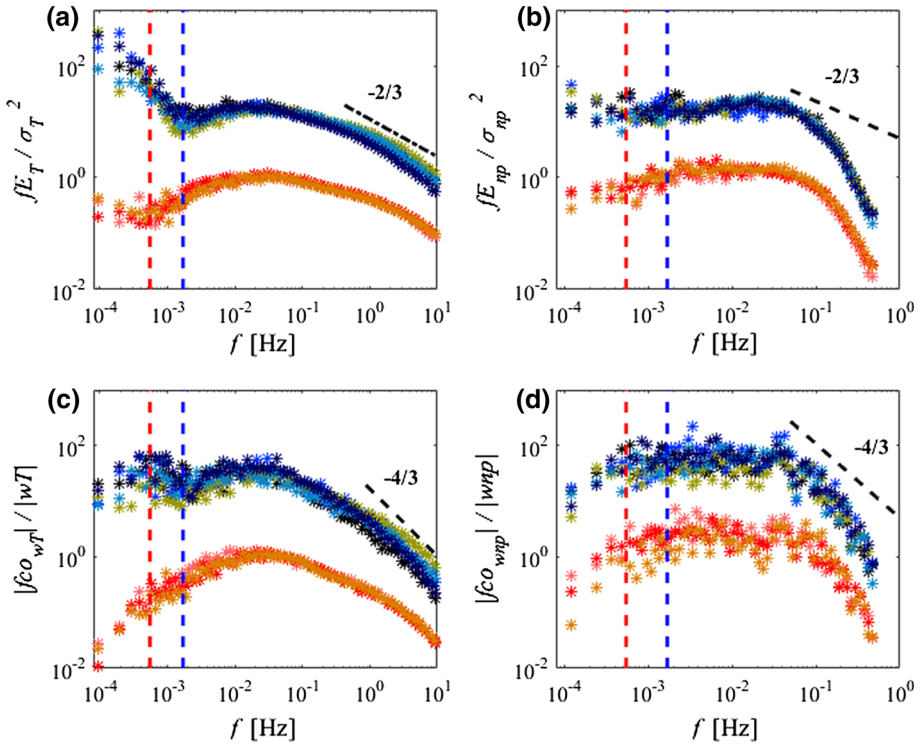 (a)
fE_T / σ_T^2
10^2
10^0
10^-2
-2/3
10^-4 10^-3 10^-2 10^-1 10^0 10^1
f [Hz]
(b)
fE_np / σ_np^2
10^2
10^0
10^-2
-2/3
10^-4 10^-3 10^-2 10^-1 10^0
f [Hz]
(c)
|fco_wT| / |wT|
10^2
10^0
10^-2
-4/3
10^-4 10^-3 10^-2 10^-1 10^0 10^1
f [Hz]
(d)
|fco_wnp| / |wnp|
10^2
10^0
10^-2
-4/3
10^-4 10^-3 10^-2 10^-1 10^0
f [Hz]